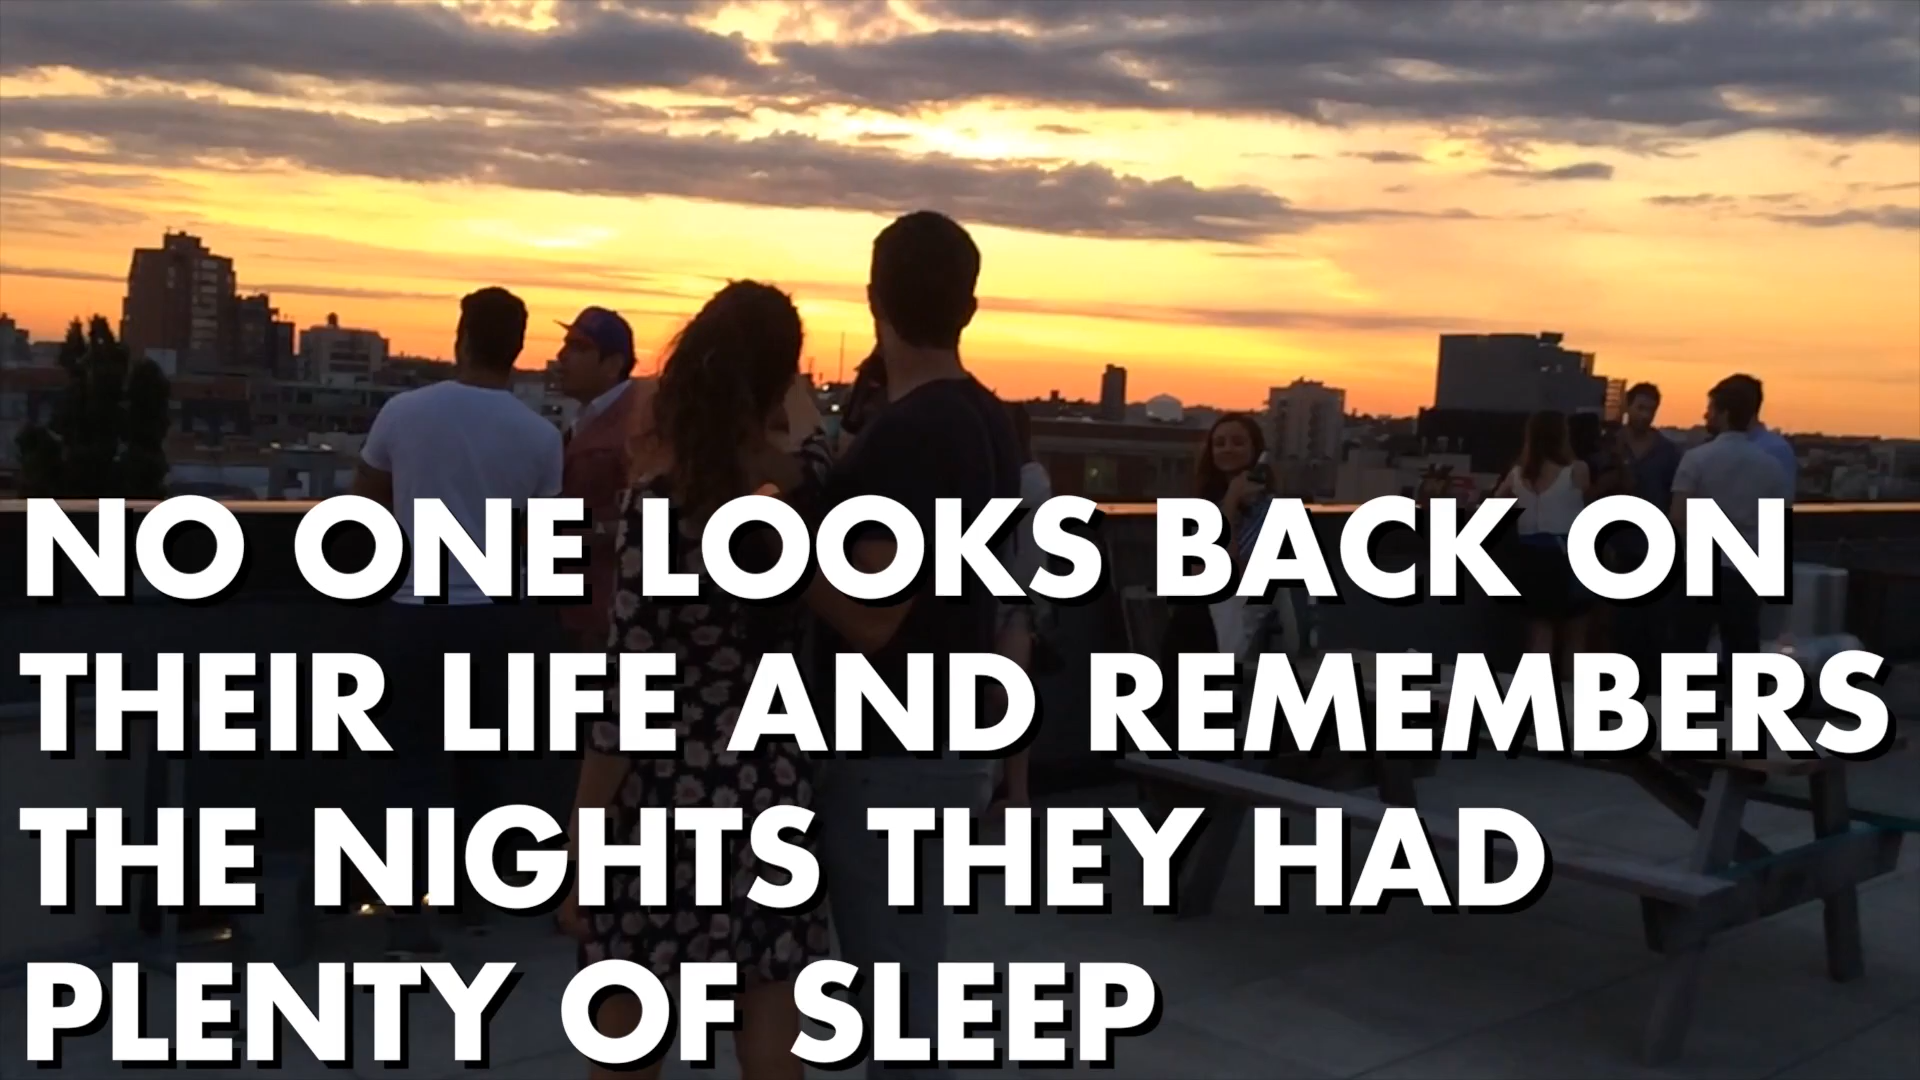 NO ONE LOOKS BACK ON
THEIR LIFE AND REMEMBERS
THE NIGHTS THEY HAD
PLENTY OF SLEEP